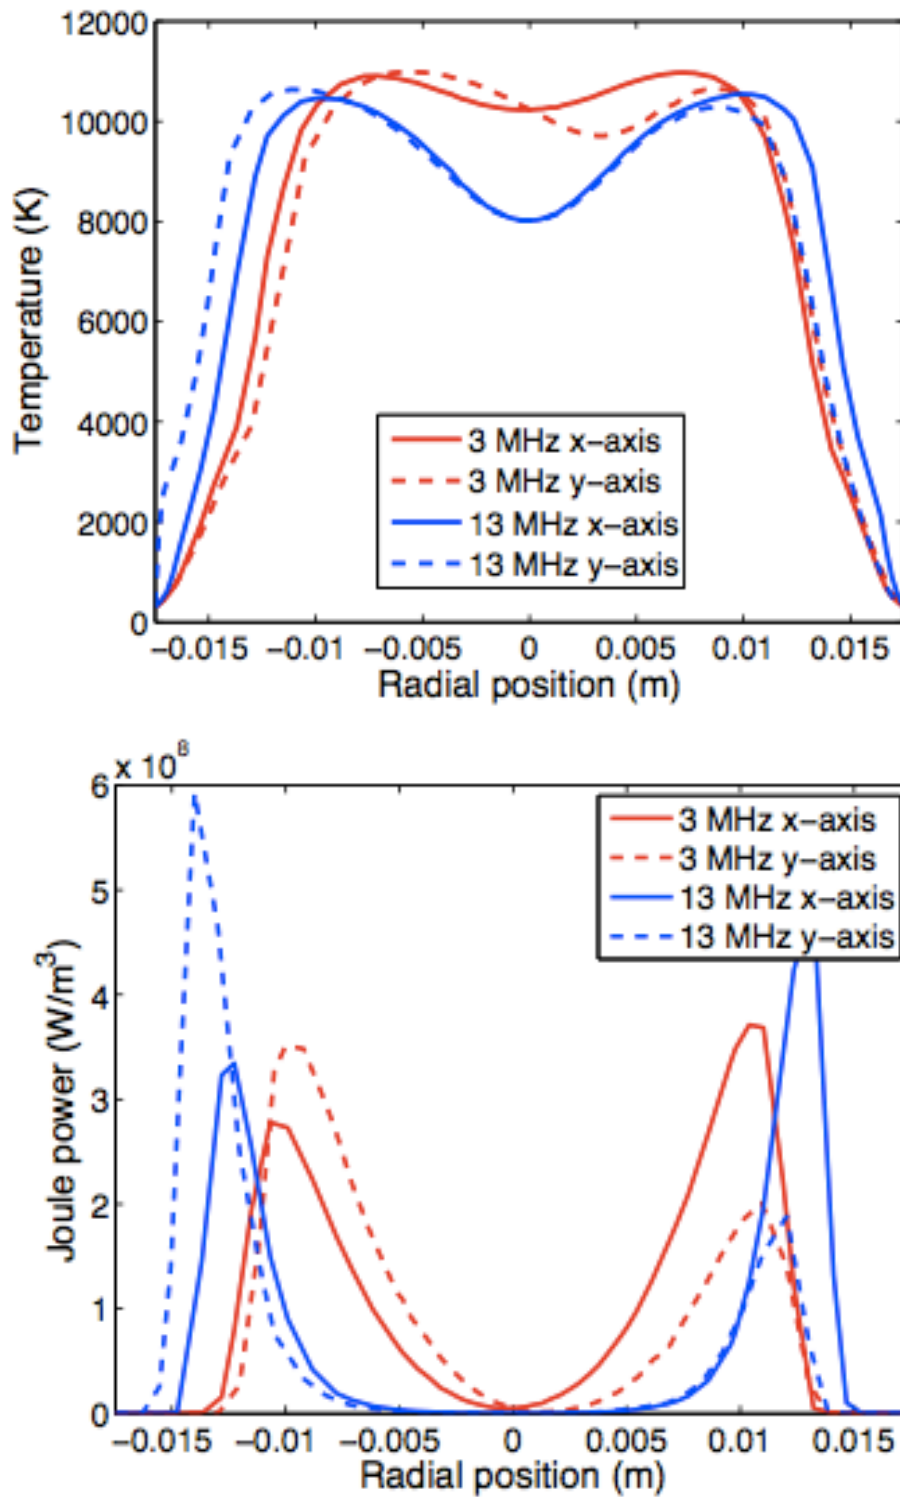 12000
10000
8000
6000
4000
2000
0
Temperature (K)
3 MHz x-axis
3 MHz y-axis
13 MHz x-axis
13 MHz y-axis
-0.015 -0.01 -0.005 0 0.005 0.01 0.015
Radial position (m)
x 10⁸
6
5
4
3
2
1
0
Joule power (W/m³)
3 MHz x-axis
3 MHz y-axis
13 MHz x-axis
13 MHz y-axis
-0.015 -0.01 -0.005 0 0.005 0.01 0.015
Radial position (m)